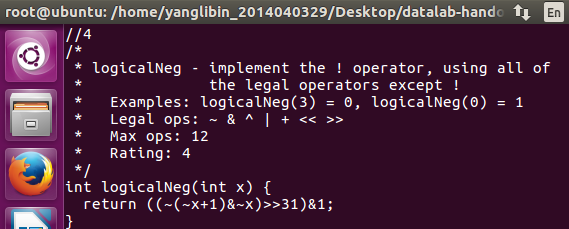 root@ubuntu: /home/yanglibin_2014040329/Desktop/datalab-hando
En
//4
/*
 * logicalNeg - implement the ! operator, using all of
 *              the legal operators except !
 *   Examples: logicalNeg(3) = 0, logicalNeg(0) = 1
 *   Legal ops: ~ & ^ | + << >>
 *   Max ops: 12
 *   Rating: 4
 */
int logicalNeg(int x) {
  return ((~(~x+1)&~x)>>31)&1;
}